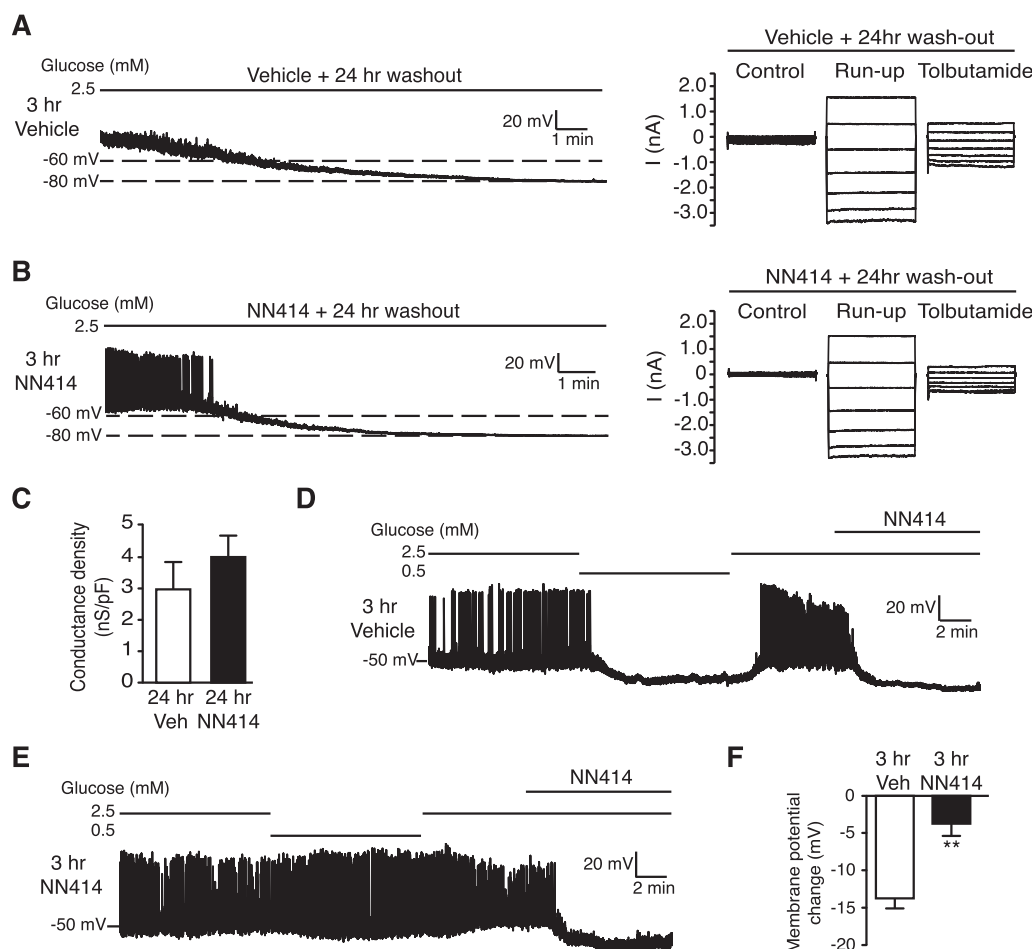 A
Glucose (mM)
2.5
Vehicle + 24 hr washout
3 hr
Vehicle
20 mV
1 min
-60 mV
-80 mV
Vehicle + 24hr wash-out
Control Run-up Tolbutamide
I (nA)
2.0
1.0
0
-1.0
-2.0
-3.0
B
Glucose (mM)
2.5
NN414 + 24 hr washout
3 hr
NN414
20 mV
1 min
-60 mV
-80 mV
NN414 + 24hr wash-out
Control Run-up Tolbutamide
I (nA)
2.0
1.0
0
-1.0
-2.0
-3.0
C
Conductance density
(nS/pF)
5
4
3
2
1
0
24 hr 24 hr
Veh NN414
D
NN414
Glucose (mM)
2.5
0.5
3 hr
Vehicle
20 mV
2 min
-50 mV
E
NN414
Glucose (mM)
2.5
0.5
3 hr
NN414
20 mV
2 min
-50 mV
F
3 hr 3 hr
Veh NN414
Membrane potential
change (mV)
0
-5
-10
-15
-20
**